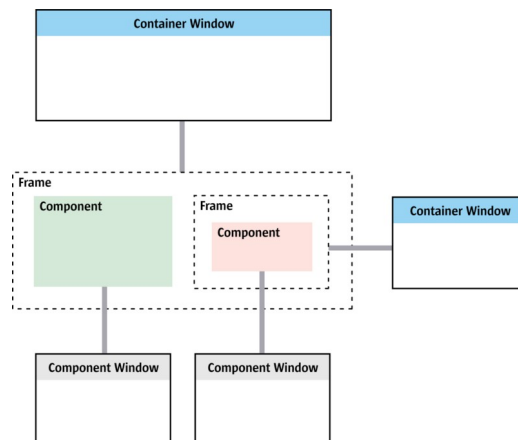 Container Window
Frame
Component
Frame
Component
Container Window
Component Window
Component Window